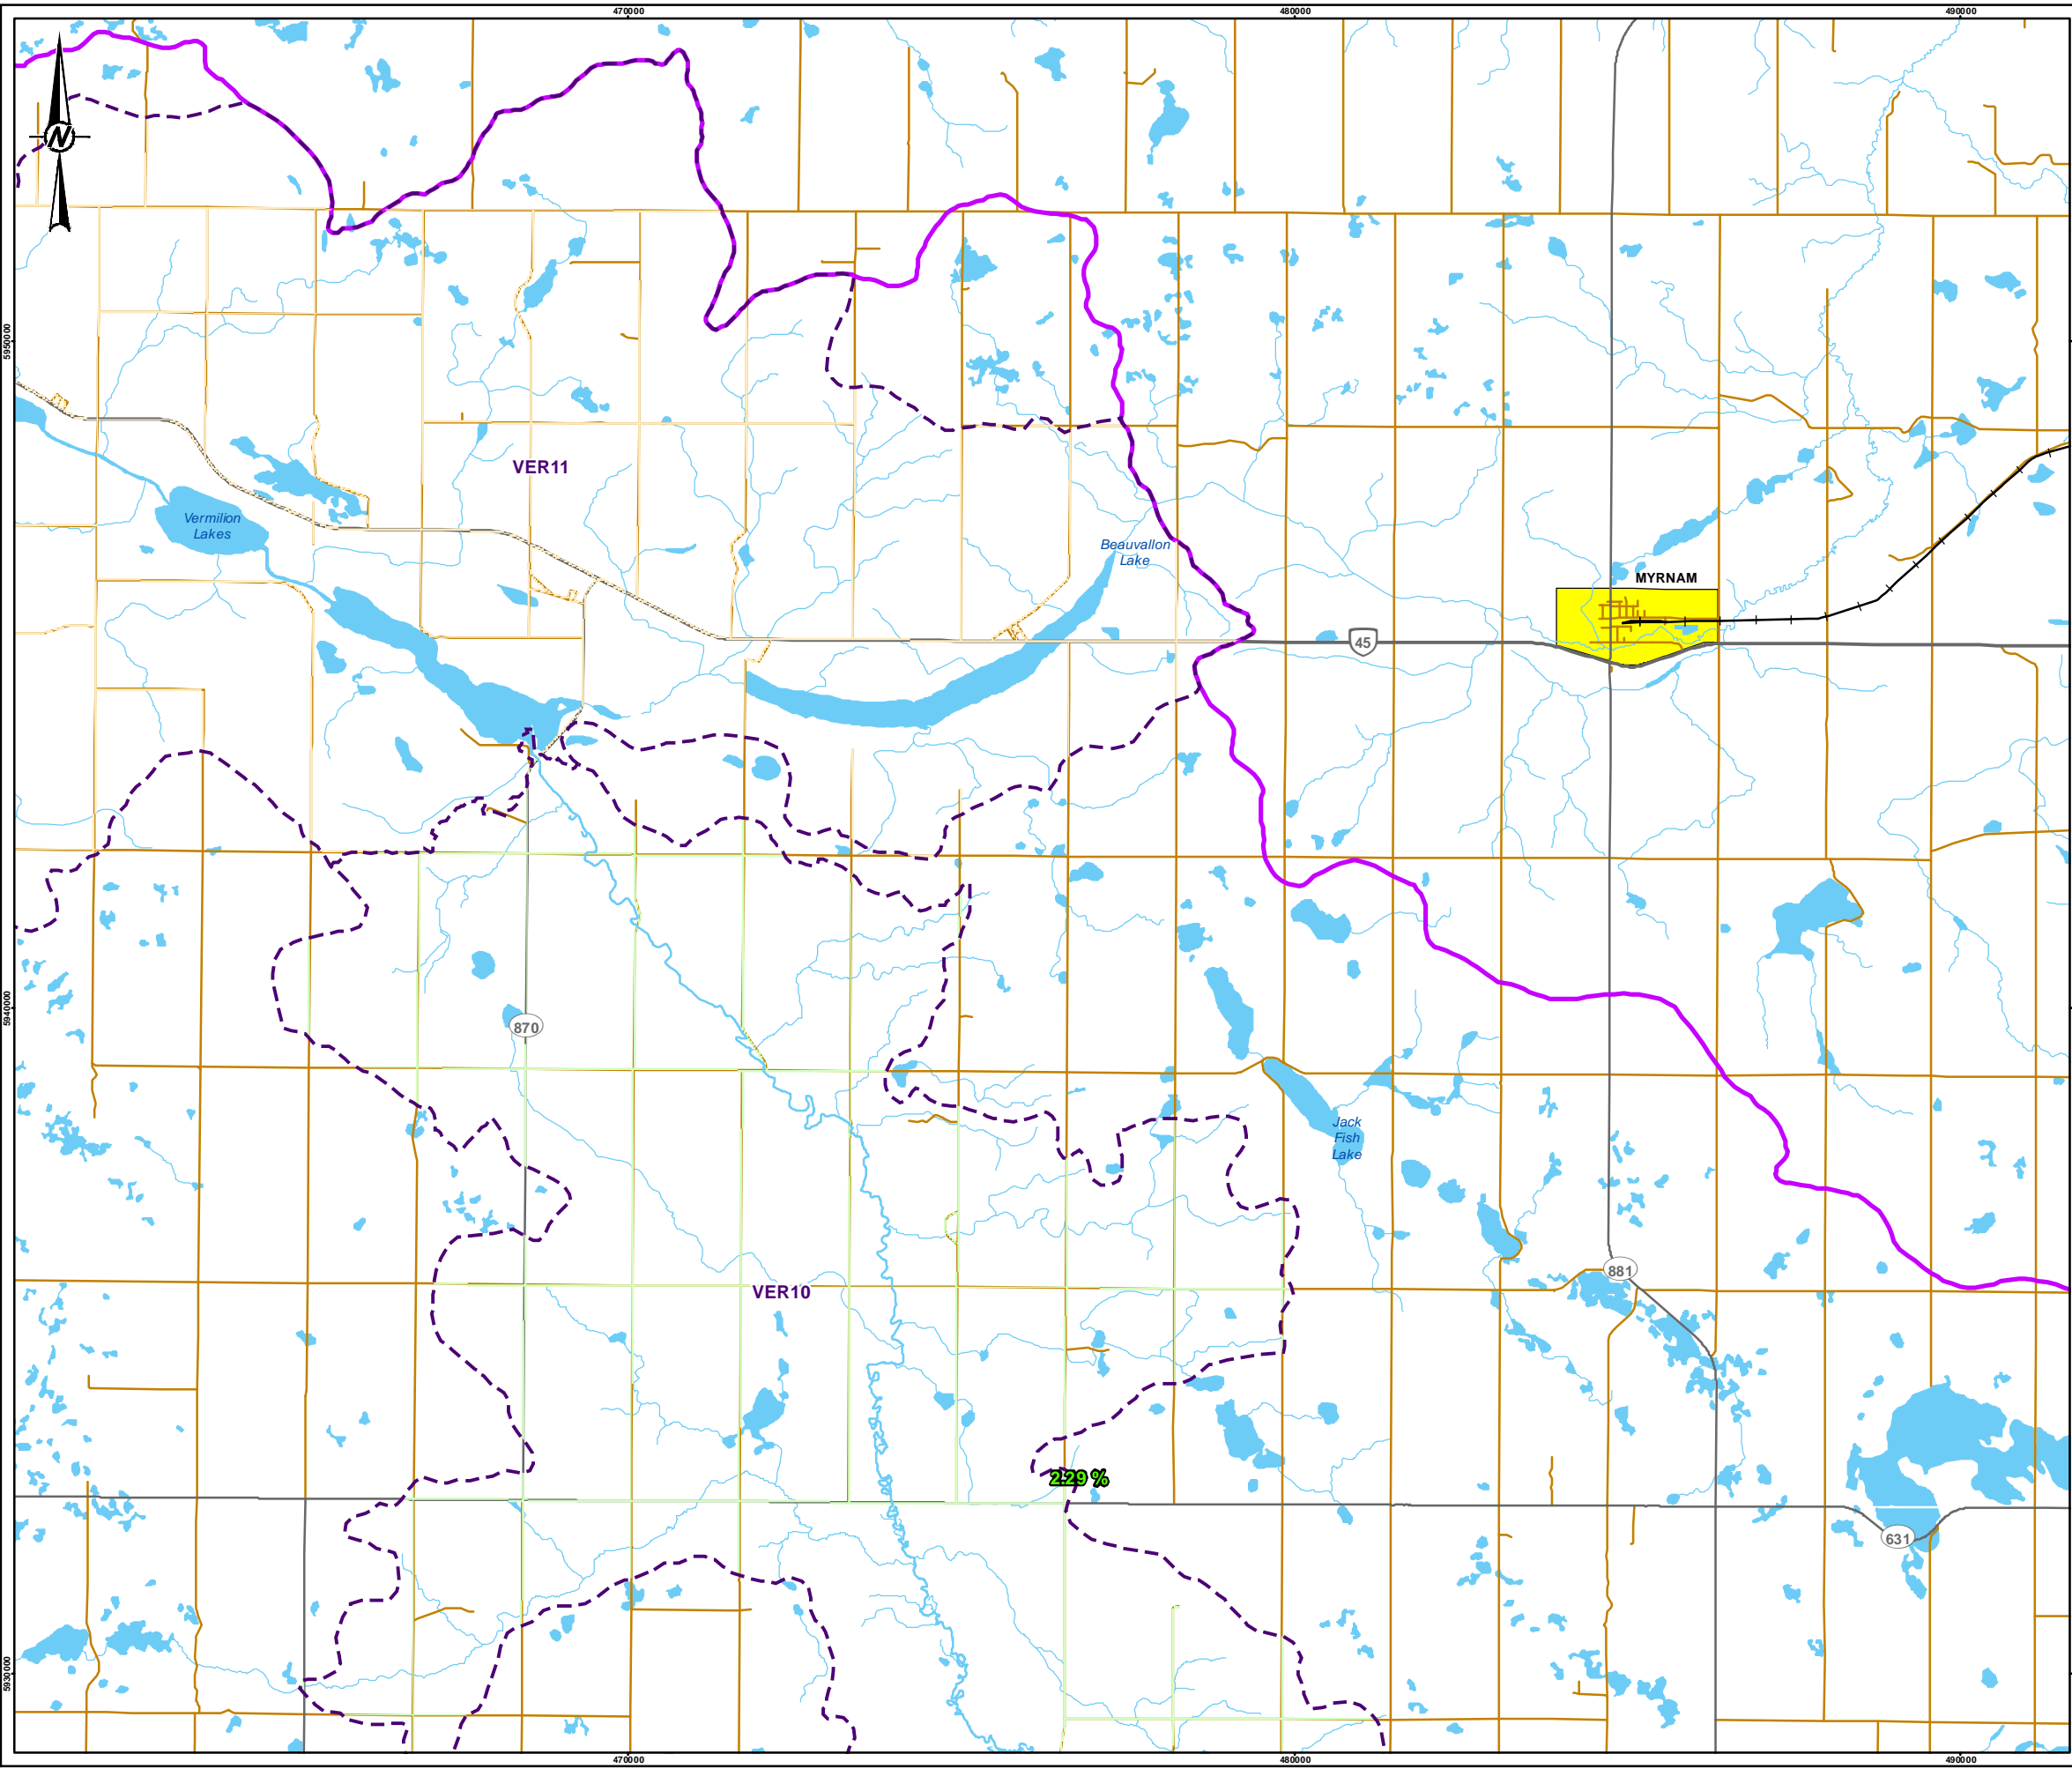 470000
480000
490000
N
5950000
VER11
Vermilion
Lakes
Beauvallon
Lake
MYRNAM
45
5940000
870
Jack
Fish
Lake
881
VER10
2.29 %
631
5930000
470000
480000
490000